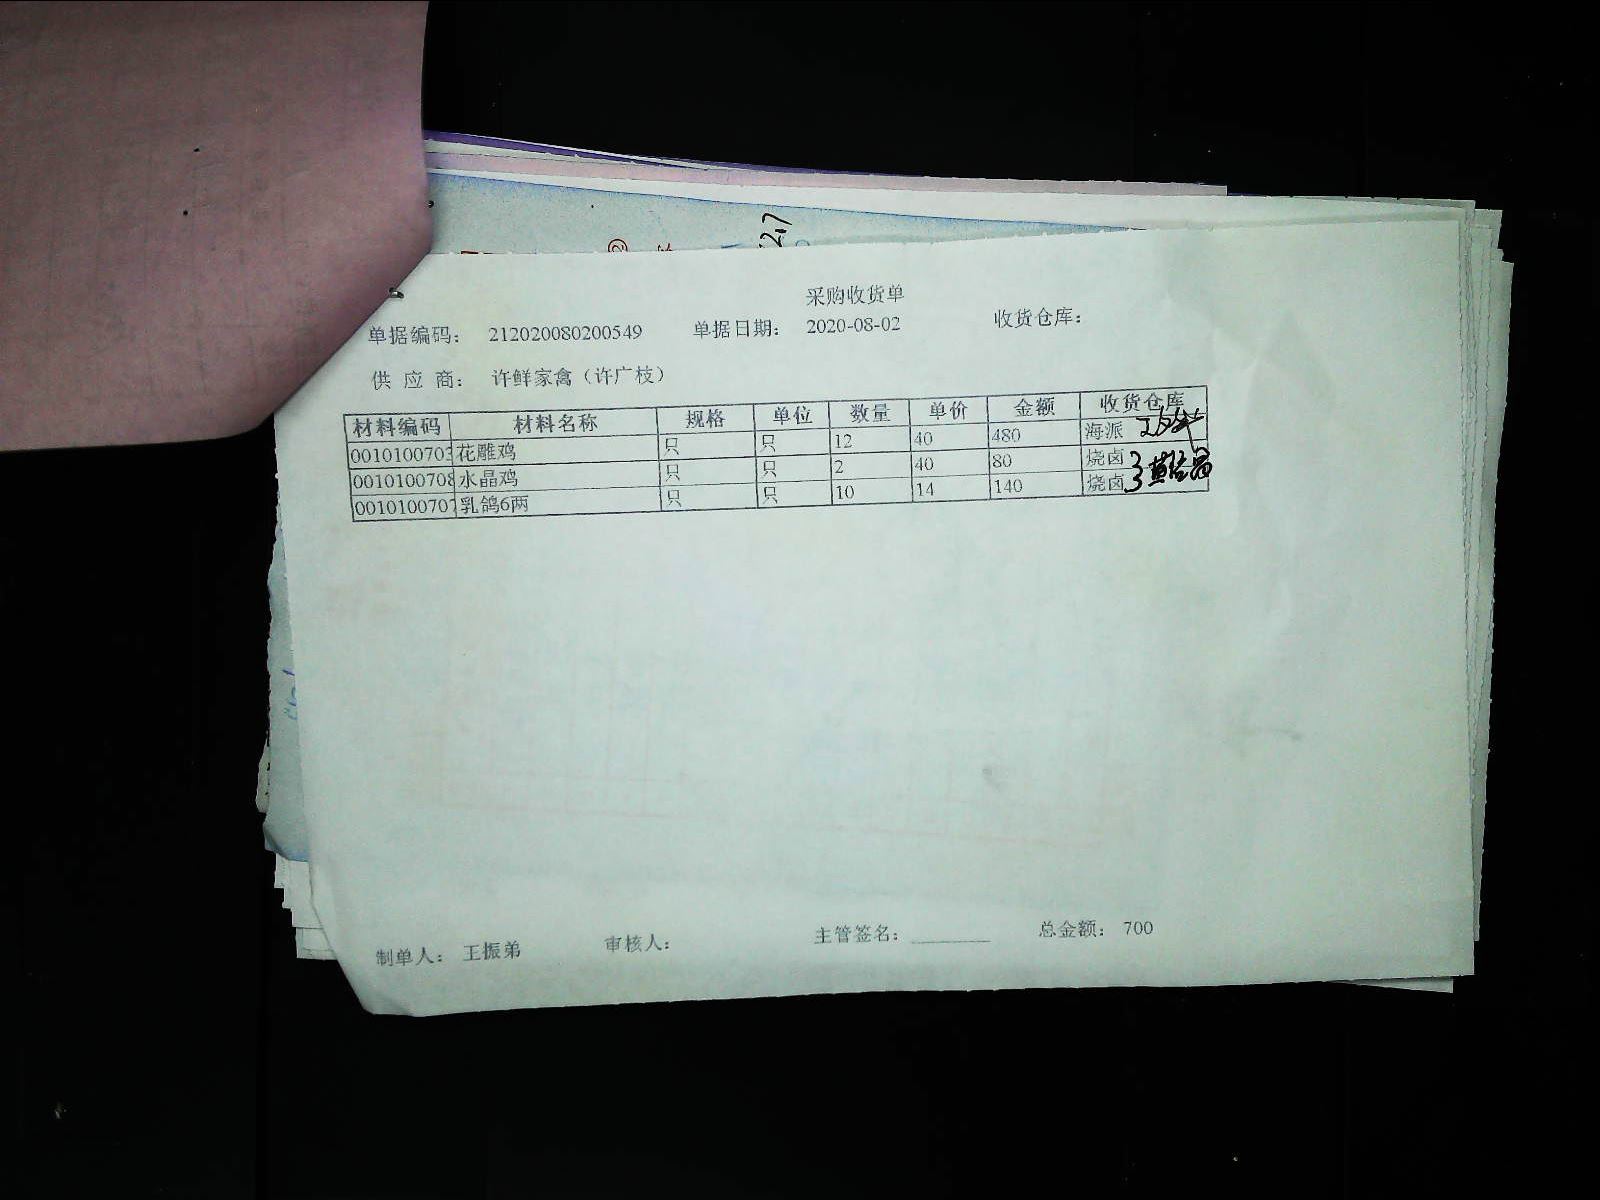 采购收货单
单据编码： 212020080200549 单据日期： 2020-08-02 收货仓库：
供 应 商： 许鲜家禽（许广枝）
材料编码 材料名称 规格 单位 数量 单价 金额 收货仓库
0010100703 花雕鸡 只 只 12 40 480 海派
0010100708 水晶鸡 只 只 2 40 80 烧卤
0010100707 乳鸽6两 只 只 10 14 140 烧卤
制单人： 王振弟 审核人： 主管签名： 总金额： 700